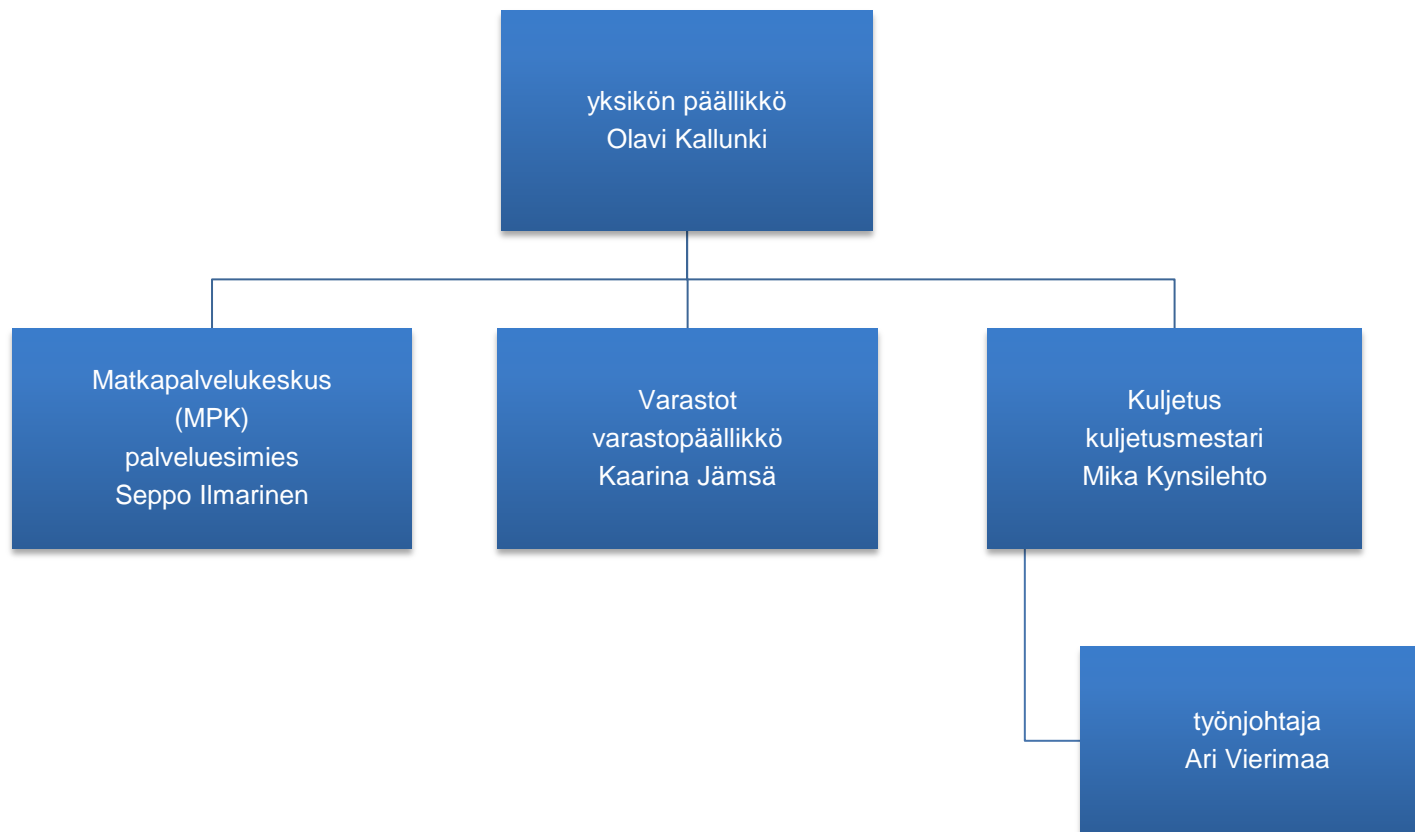 yksikön päällikkö
Olavi Kallunki
Matkapalvelukeskus
(MPK)
palveluesimies
Seppo Ilmarinen
Varastot
varastopäällikkö
Kaarina Jämsä
Kuljetus
kuljetusmestari
Mika Kynsilehto
työnjohtaja
Ari Vierimaa